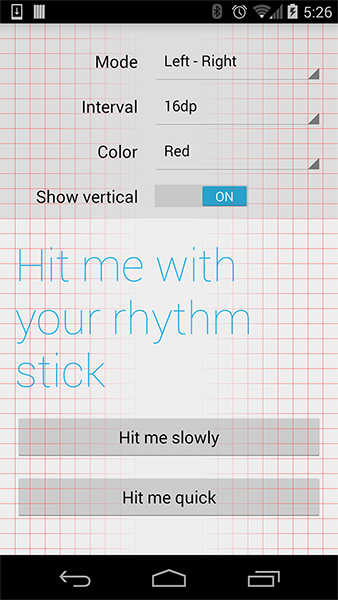 5:26
Mode Left - Right
Interval 16dp
Color Red
Show vertical ON
Hit me with
your rhythm
stick
Hit me slowly
Hit me quick